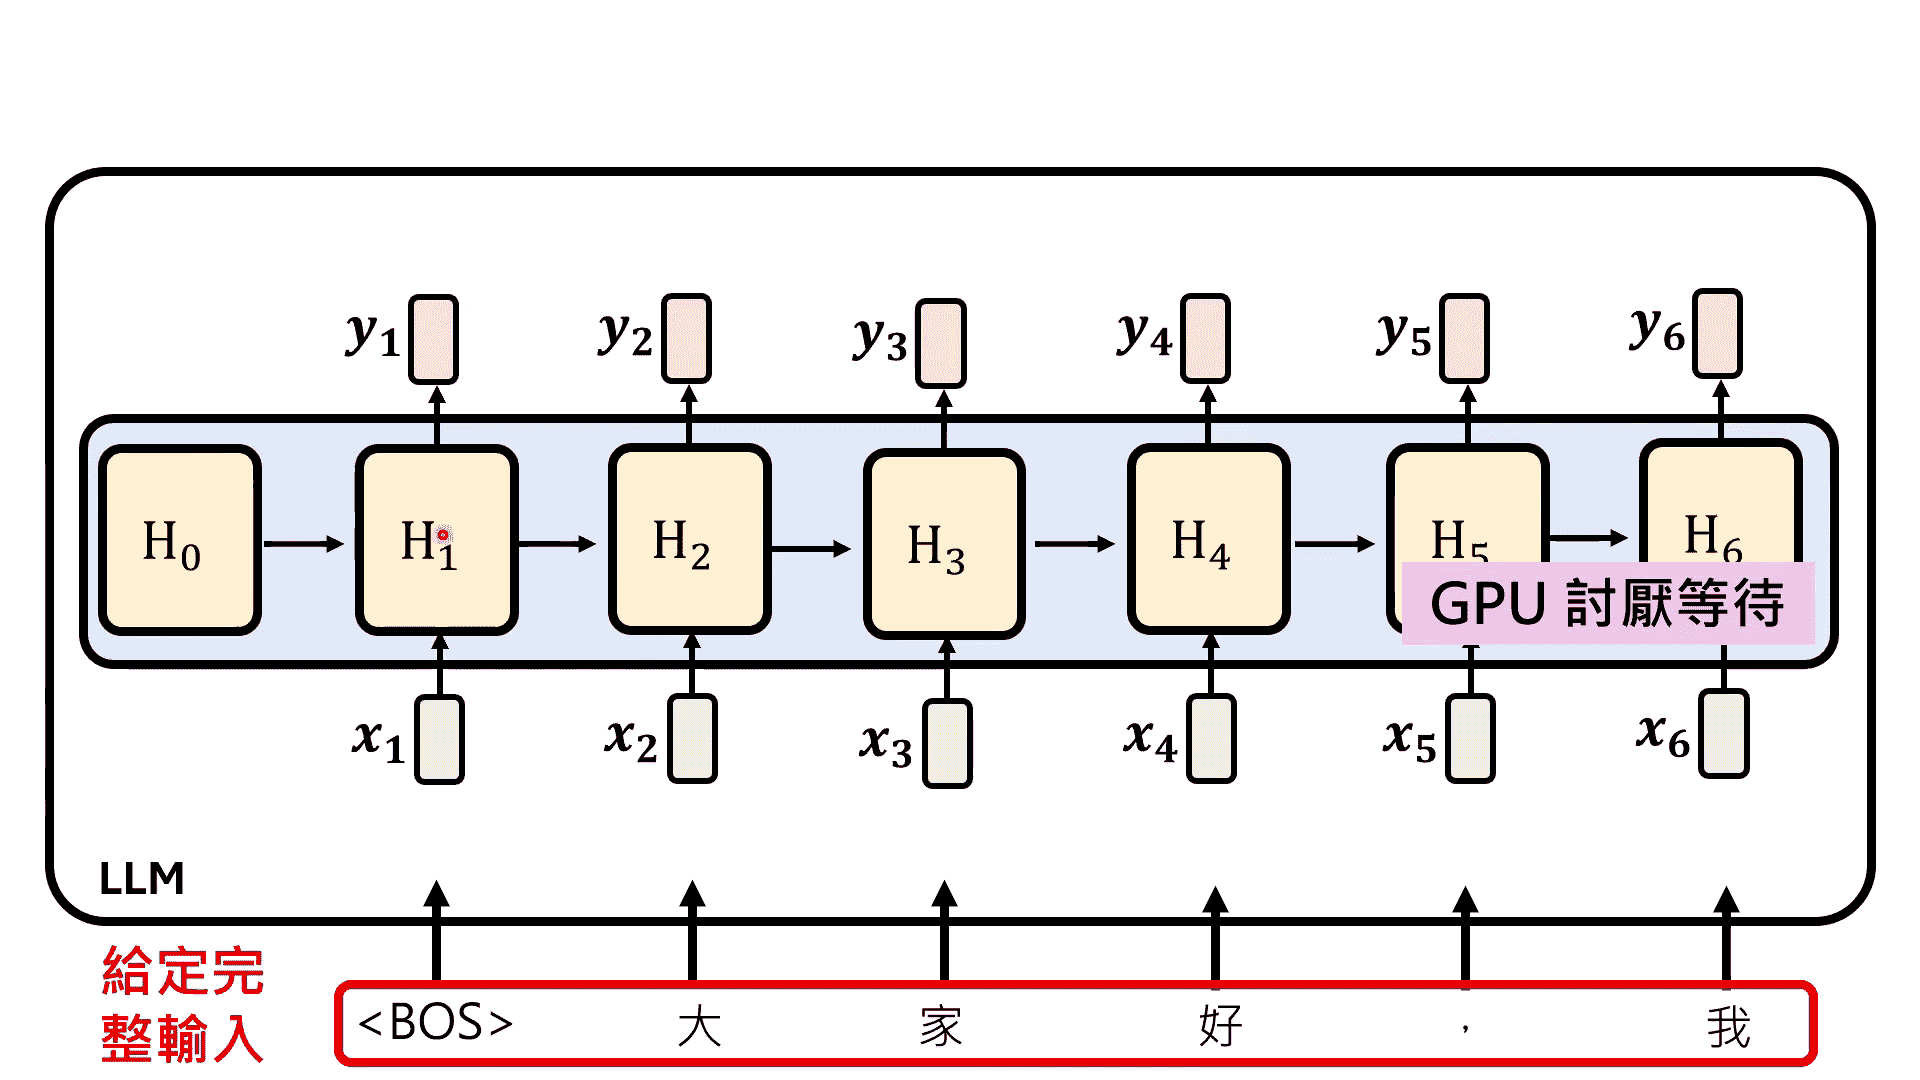 y₁ y₂ y₃ y₄ y₅ y₆
H₀ H₁ H₂ H₃ H₄ H₅ H₆
GPU 討厭等待
x₁ x₂ x₃ x₄ x₅ x₆
LLM
給定完
整輸入
<BOS> 大 家 好 , 我